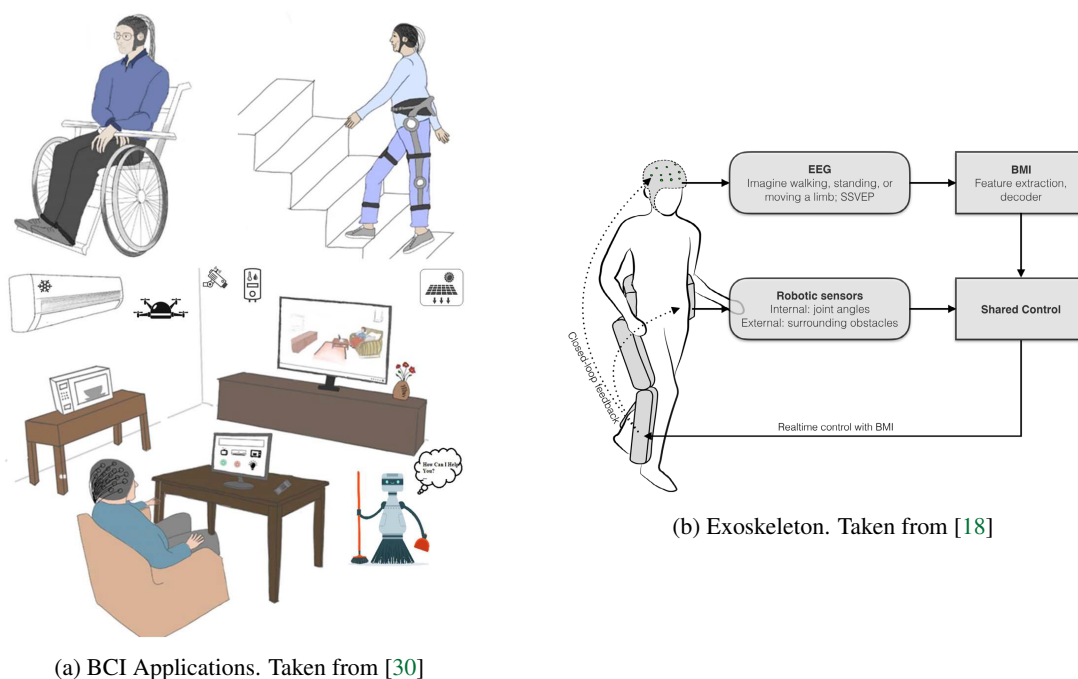 How Can I Help
You?
(a) BCI Applications. Taken from [30]
EEG
Imagine walking, standing, or
moving a limb; SSVEP
BMI
Feature extraction,
decoder
Robotic sensors
Internal: joint angles
External: surrounding obstacles
Shared Control
Closed-loop feedback
Realtime control with BMI
(b) Exoskeleton. Taken from [18]